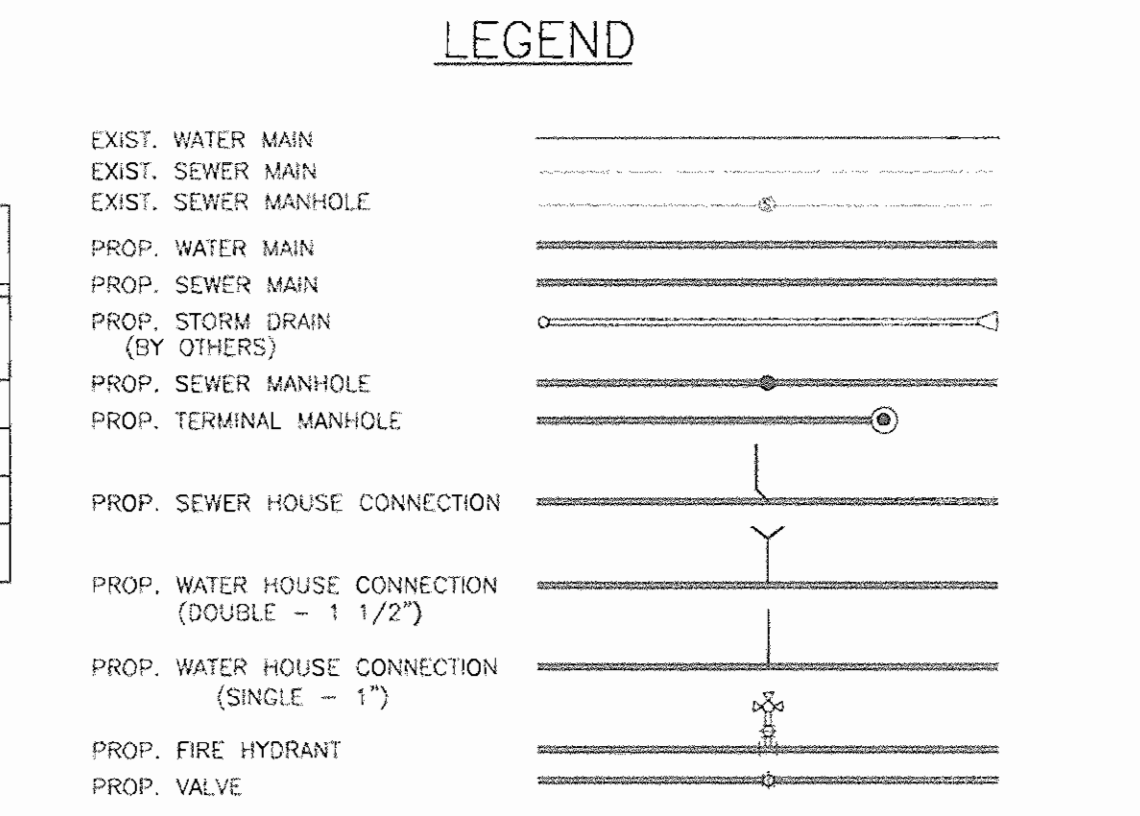 LEGEND
EXIST. WATER MAIN
EXIST. SEWER MAIN
EXIST. SEWER MANHOLE
S
PROP. WATER MAIN
PROP. SEWER MAIN
PROP. STORM DRAIN
(BY OTHERS)
PROP. SEWER MANHOLE
PROP. TERMINAL MANHOLE
PROP. SEWER HOUSE CONNECTION
PROP. WATER HOUSE CONNECTION
(DOUBLE - 1 1/2")
PROP. WATER HOUSE CONNECTION
(SINGLE - 1")
PROP. FIRE HYDRANT
PROP. VALVE